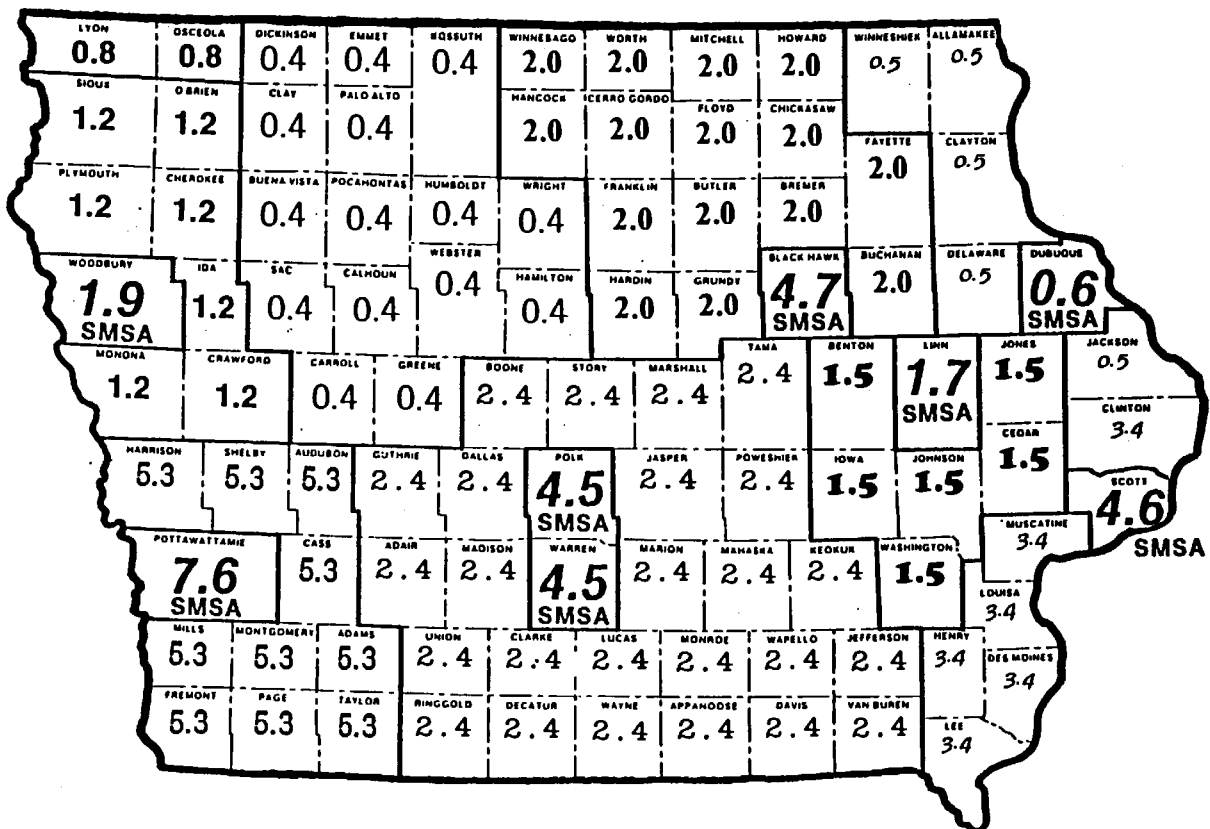 LYON OSCEOLA DICKINSON EMMET KOSSUTH WINNEBAGO WORTH MITCHELL HOWARD WINNESHIEK ALLAMAKEE
0.8 0.8 0.4 0.4 0.4 2.0 2.0 2.0 2.0 0.5 0.5
SIOUX O'BRIEN CLAY PALO ALTO HANCOCK CERRO GORDO FLOYD CHICKASAW
1.2 1.2 0.4 0.4 2.0 2.0 2.0 2.0
FAYETTE CLAYTON
2.0 0.5
PLYMOUTH CHEROKEE BUENA VISTA POCAHONTAS HUMBOLDT WRIGHT FRANKLIN BUTLER BREMER
1.2 1.2 0.4 0.4 0.4 0.4 2.0 2.0 2.0
WOODBURY IDA SAC CALHOUN WEBSTER HAMILTON HARDIN GRUNDY BLACK HAWK BUCHANAN DELAWARE DUBUQUE
1.9 1.2 0.4 0.4 0.4 0.4 2.0 2.0 4.7 2.0 0.5 0.6
SMSA SMSA SMSA
MONONA CRAWFORD CARROLL GREENE BOONE STORY MARSHALL TAMA BENTON LINN JONES JACKSON
1.2 1.2 0.4 0.4 2.4 2.4 2.4 2.4 1.5 1.7 1.5 0.5
SMSA
CLINTON
3.4
HARRISON SHELBY AUDUBON GUTHRIE DALLAS POLK JASPER POWESHIEK IOWA JOHNSON CEDAR SCOTT
5.3 5.3 5.3 2.4 2.4 4.5 2.4 2.4 1.5 1.5 1.5 4.6
SMSA SMSA
MUSCATINE
3.4
POTTAWATTAMIE CASS ADAIR MADISON WARREN MARION MAHASKA KEOKUK WASHINGTON LOUISA
7.6 5.3 2.4 2.4 4.5 2.4 2.4 2.4 1.5 3.4
SMSA SMSA
MILLS MONTGOMERY ADAMS UNION CLARKE LUCAS MONROE WAPELLO JEFFERSON HENRY DES MOINES
5.3 5.3 5.3 2.4 2.4 2.4 2.4 2.4 2.4 3.4 3.4
FREMONT PAGE TAYLOR RINGGOLD DECATUR WAYNE APPANOOSE DAVIS VAN BUREN LEE
5.3 5.3 5.3 2.4 2.4 2.4 2.4 2.4 2.4 3.4